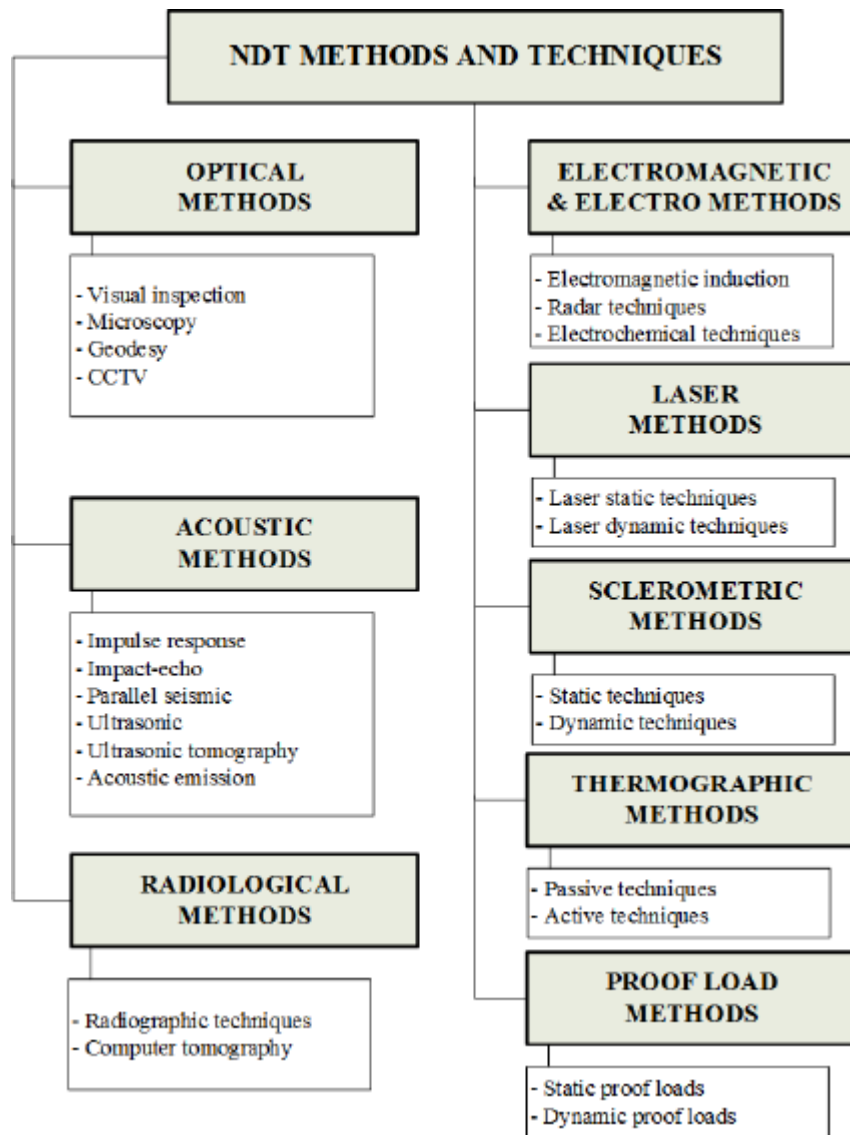 NDT METHODS AND TECHNIQUES
OPTICAL
METHODS
- Visual inspection
- Microscopy
- Geodesy
- CCTV
ACOUSTIC
METHODS
- Impulse response
- Impact-echo
- Parallel seismic
- Ultrasonic
- Ultrasonic tomography
- Acoustic emission
RADIOLOGICAL
METHODS
- Radiographic techniques
- Computer tomography
ELECTROMAGNETIC
& ELECTRO METHODS
- Electromagnetic induction
- Radar techniques
- Electrochemical techniques
LASER
METHODS
- Laser static techniques
- Laser dynamic techniques
SCLEROMETRIC
METHODS
- Static techniques
- Dynamic techniques
THERMOGRAPHIC
METHODS
- Passive techniques
- Active techniques
PROOF LOAD
METHODS
- Static proof loads
- Dynamic proof loads